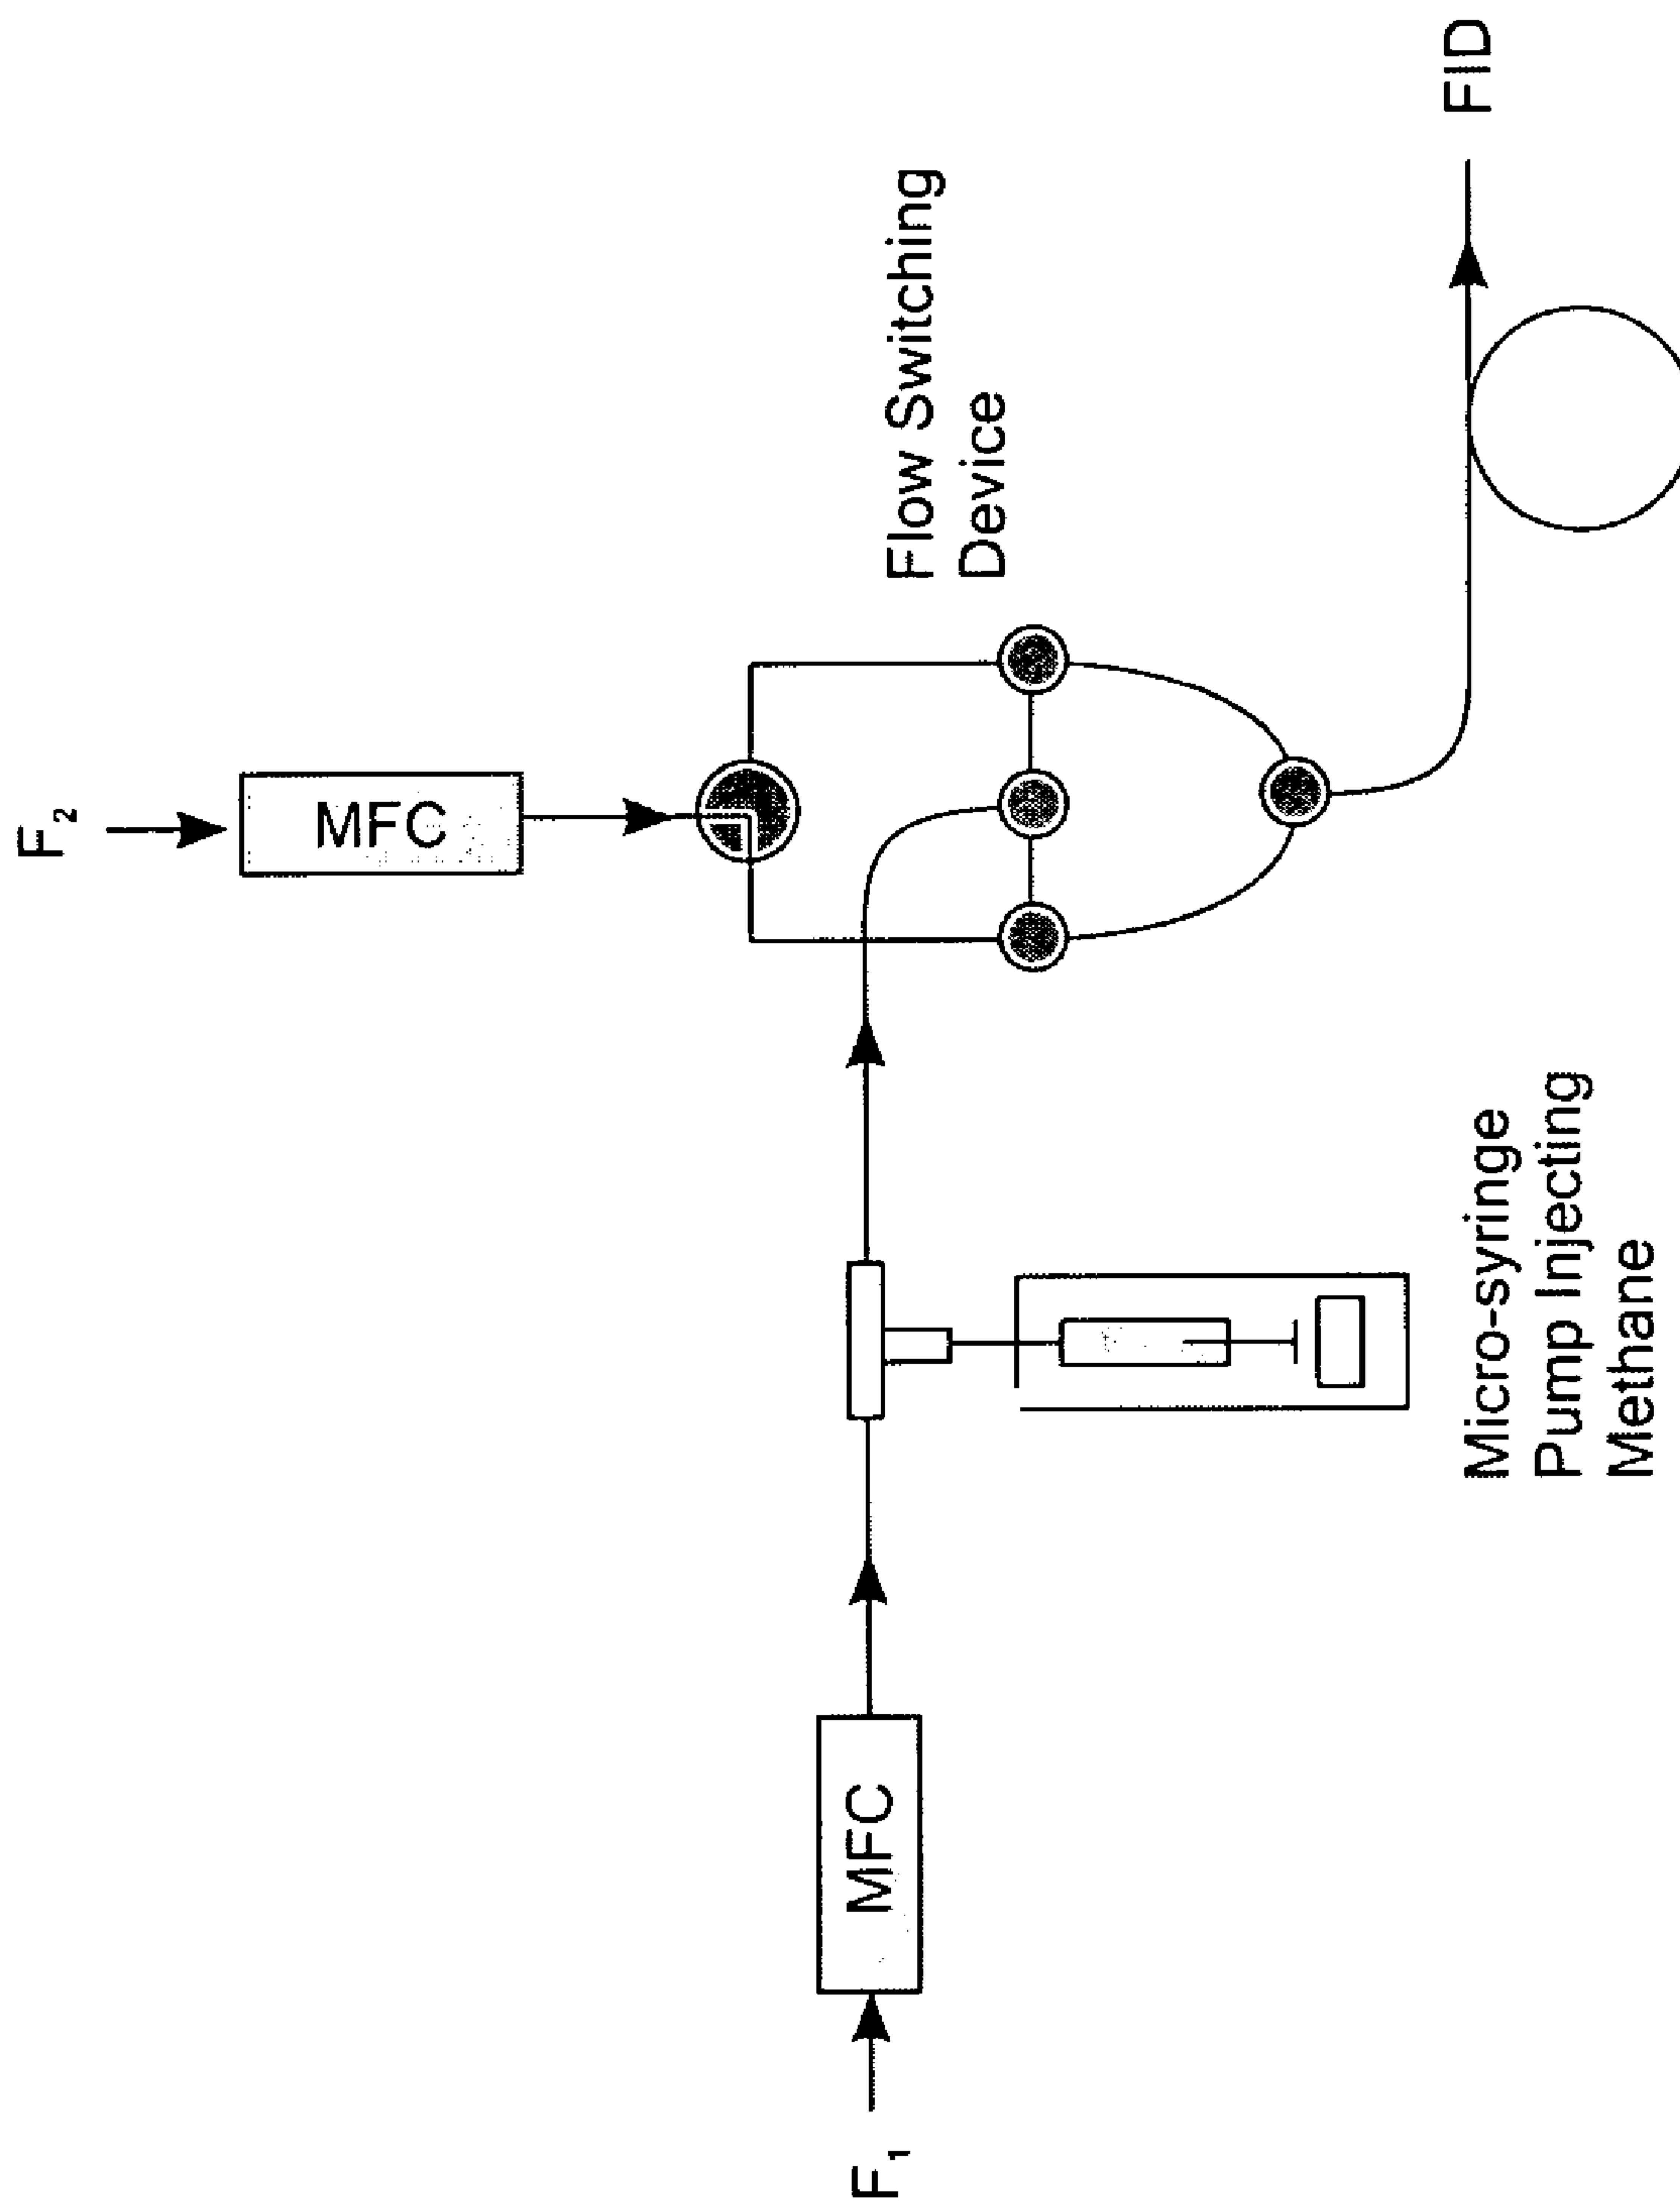 F₂
MFC
Flow Switching
Device
FID
F₁
MFC
Micro-syringe
Pump Injecting
Methane